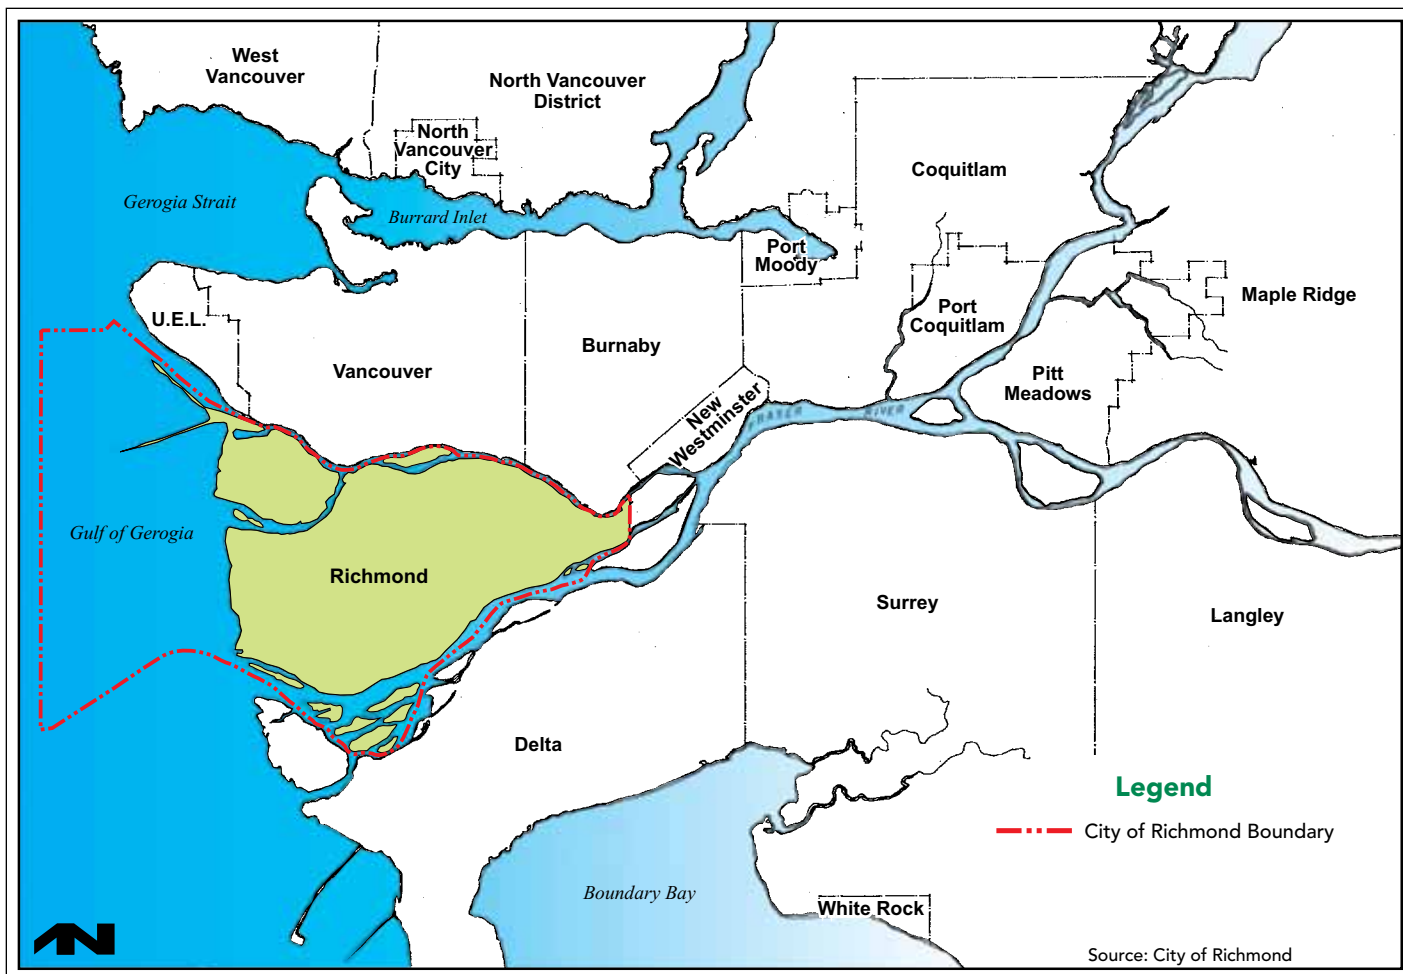 West
Vancouver
North Vancouver
District
North
Vancouver
City
Coquitlam
Gerogia Strait
Burrard Inlet
Port
Moody
Maple Ridge
U.E.L.
Port
Coquitlam
Burnaby
Vancouver
Pitt
Meadows
New
Westminster
FRASER RIVER
Gulf of Gerogia
Richmond
Surrey
Langley
Delta
Legend
City of Richmond Boundary
Boundary Bay
White Rock
N
Source: City of Richmond